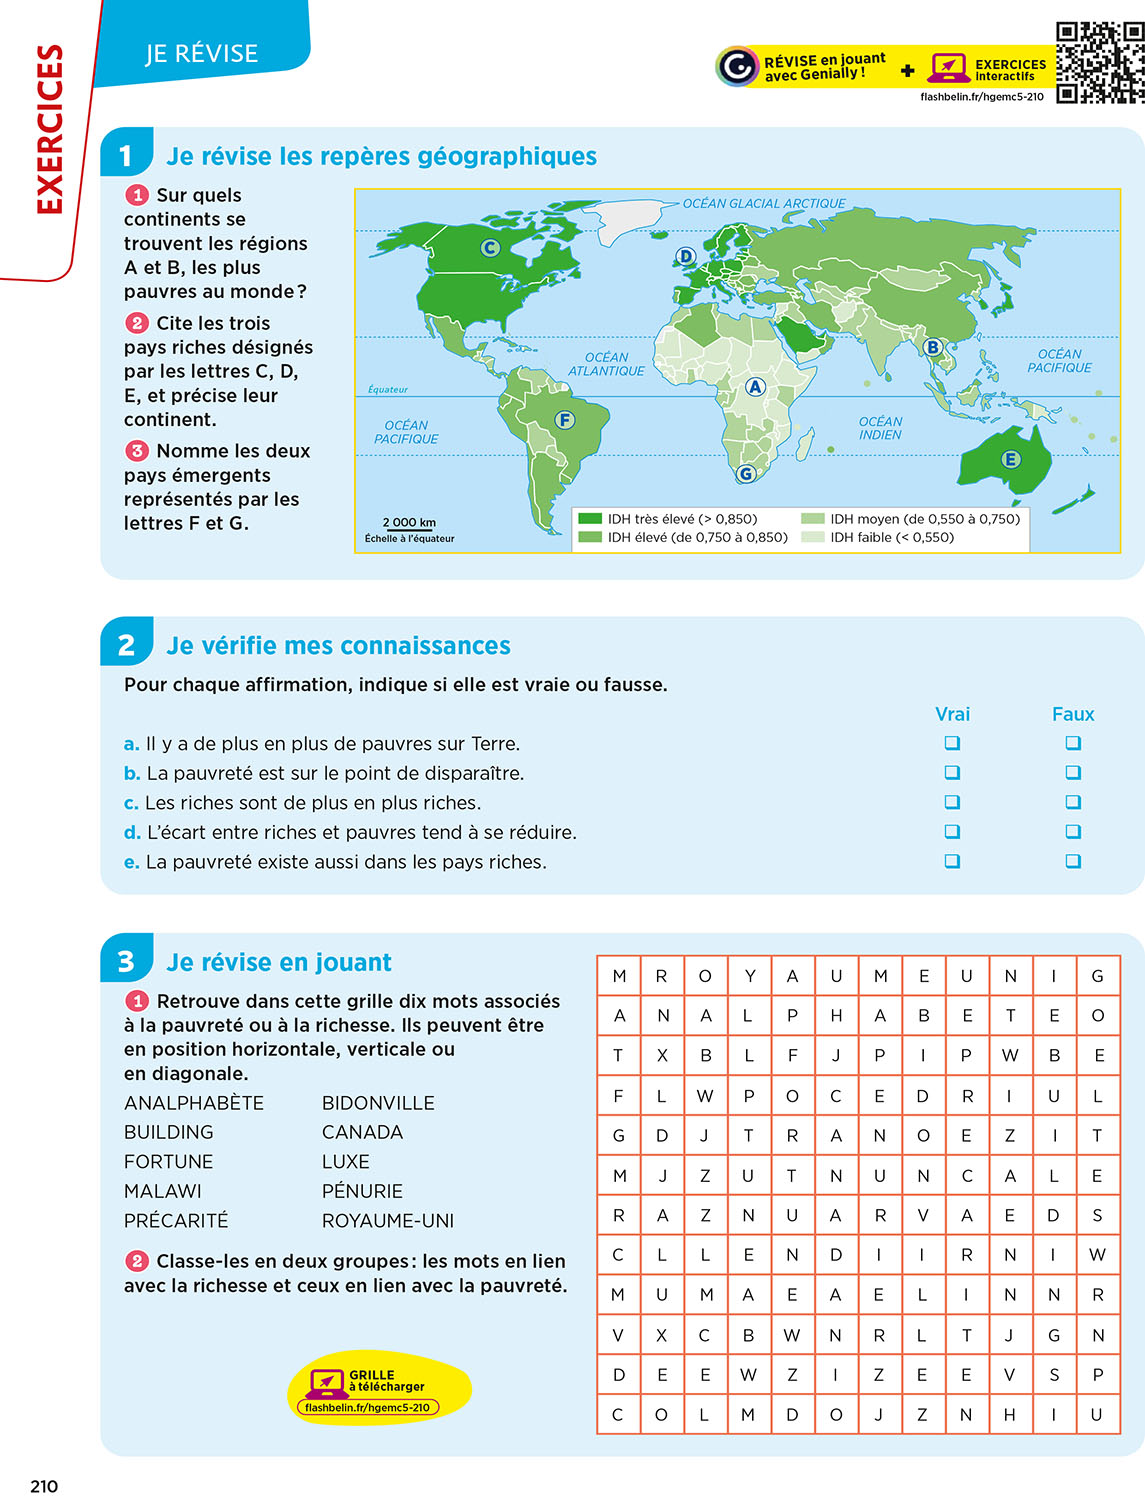 EXERCICES
JE RÉVISE
RÉVISE en jouant
avec Genially !
+
EXERCICES
interactifs
flashbelin.fr/hgemc5-210
1 Je révise les repères géographiques
1 Sur quels
continents se
trouvent les régions
A et B, les plus
pauvres au monde ?
2 Cite les trois
pays riches désignés
par les lettres C, D,
E, et précise leur
continent.
3 Nomme les deux
pays émergents
représentés par les
lettres F et G.
OCÉAN GLACIAL ARCTIQUE
C
D
B
OCÉAN
ATLANTIQUE
OCÉAN
PACIFIQUE
A
Équateur
F
OCÉAN
PACIFIQUE
OCÉAN
INDIEN
E
G
2 000 km
Échelle à l'équateur
IDH très élevé (> 0,850)
IDH élevé (de 0,750 à 0,850)
IDH moyen (de 0,550 à 0,750)
IDH faible (< 0,550)
2 Je vérifie mes connaissances
Pour chaque affirmation, indique si elle est vraie ou fausse.
Vrai Faux
a. Il y a de plus en plus de pauvres sur Terre.
b. La pauvreté est sur le point de disparaître.
c. Les riches sont de plus en plus riches.
d. L'écart entre riches et pauvres tend à se réduire.
e. La pauvreté existe aussi dans les pays riches.
3 Je révise en jouant
1 Retrouve dans cette grille dix mots associés
à la pauvreté ou à la richesse. Ils peuvent être
en position horizontale, verticale ou
en diagonale.
ANALPHABÈTE BIDONVILLE
BUILDING CANADA
FORTUNE LUXE
MALAWI PÉNURIE
PRÉCARITÉ ROYAUME-UNI
2 Classe-les en deux groupes : les mots en lien
avec la richesse et ceux en lien avec la pauvreté.
GRILLE
à télécharger
flashbelin.fr/hgemc5-210
M R O Y A U M E U N I G
A N A L P H A B E T E O
T X B L F J P I P W B E
F L W P O C E D R I U L
G D J T R A N O E Z I T
M J Z U T N U N C A L E
R A Z N U A R V A E D S
C L L E N D I I R N I W
M U M A E A E L I N N R
V X C B W N R L T J G N
D E E W Z I Z E E V S P
C O L M D O J Z N H I U
210